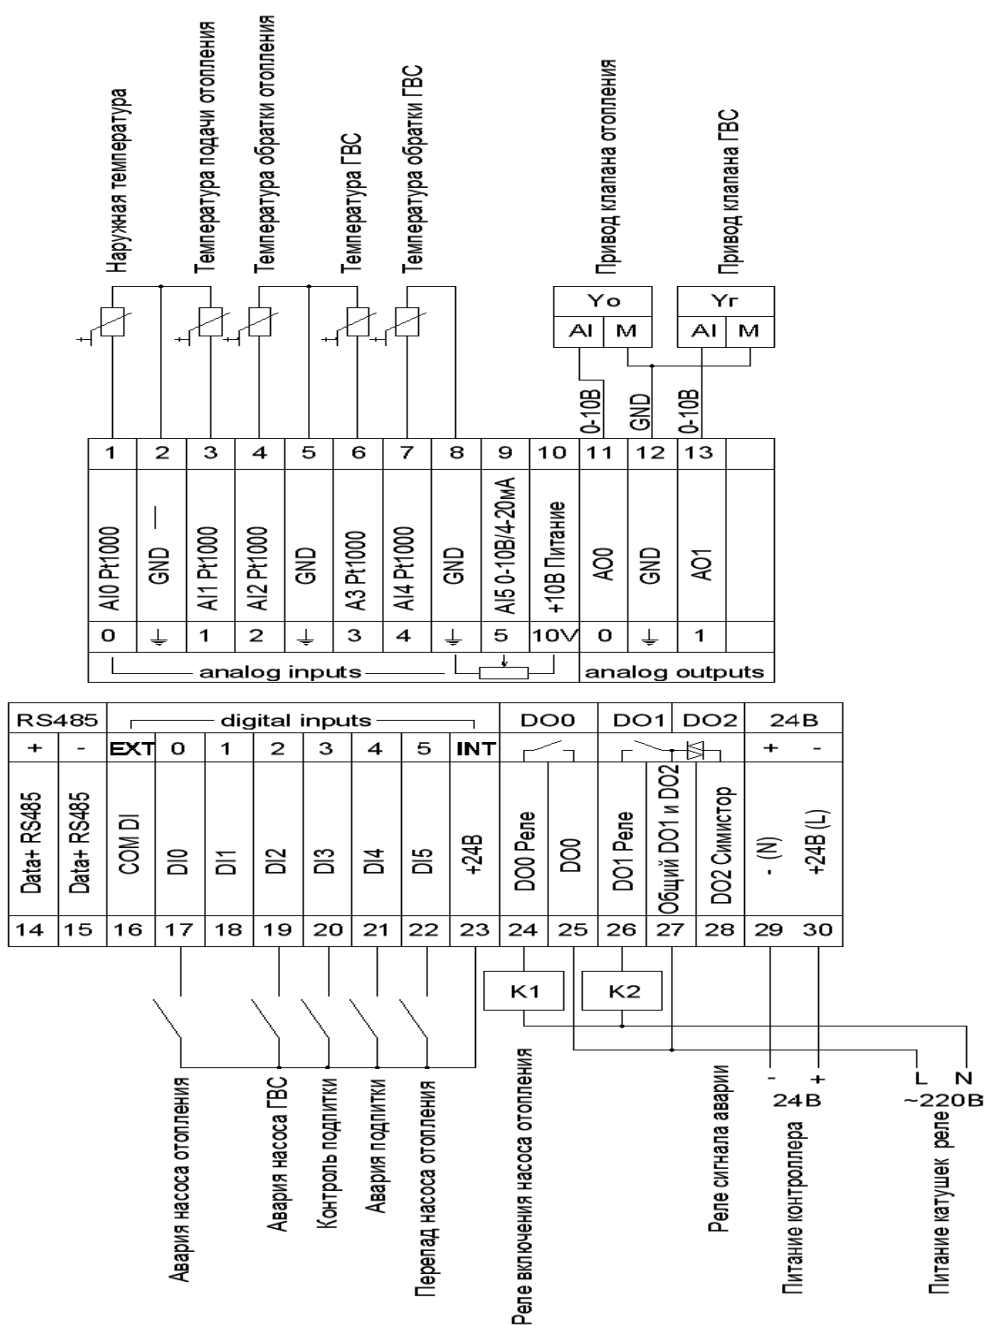 Наружная температура
Температура подачи отопления
Температура обратки отопления
Температура ГВС
Температура обратки ГВС
Привод клапана отопления
Привод клапана ГВС
Yo Yr
AI M AI M
0-10В GND 0-10В
1 2 3 4 5 6 7 8 9 10 11 12 13
AI0 Pt1000
GND —
AI1 Pt1000
AI2 Pt1000
GND
A3 Pt1000
AI4 Pt1000
GND
AI5 0-10В/4-20мА
+10В Питание
AO0
GND
AO1
0 1 2 3 4 5 10V 0 1
analog inputs analog outputs
RS485 digital inputs DO0 DO1 DO2 24В
+ - EXT 0 1 2 3 4 5 INT + -
Data+ RS485
Data+ RS485
COM DI
DI0
DI1
DI2
DI3
DI4
DI5
+24В
DO0 Реле
DO0
DO1 Реле
Общий DO1 и DO2
DO2 Симистор
- (N)
+24В (L)
14 15 16 17 18 19 20 21 22 23 24 25 26 27 28 29 30
K1 K2
- + L N
24В ~220В
Авария насоса отопления
Авария насоса ГВС
Контроль подпитки
Авария подпитки
Перепад насоса отопления
Реле включения насоса отопления
Реле сигнала аварии
Питание контроллера
Питание катушек реле